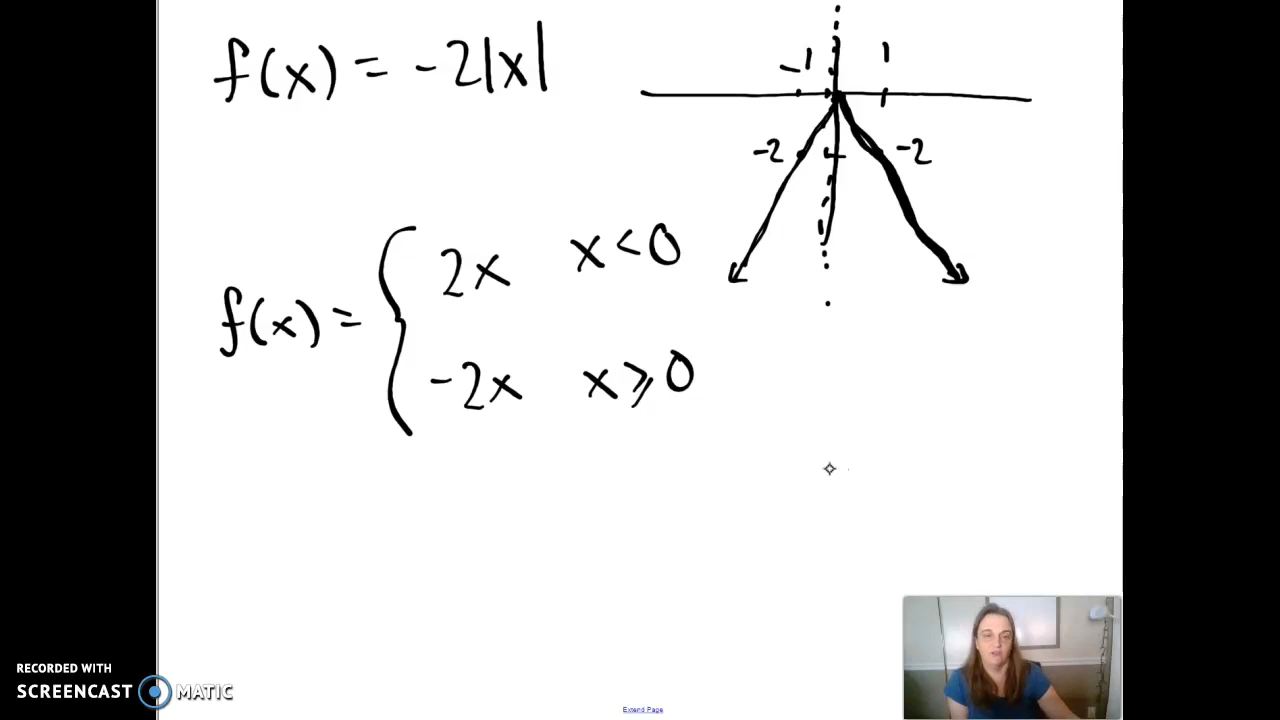 f(x) = -2|x|
-1 1
-2 -2
f(x) = {
2x x<0
-2x x⩾0
RECORDED WITH
SCREENCAST MATIC
Extend Page